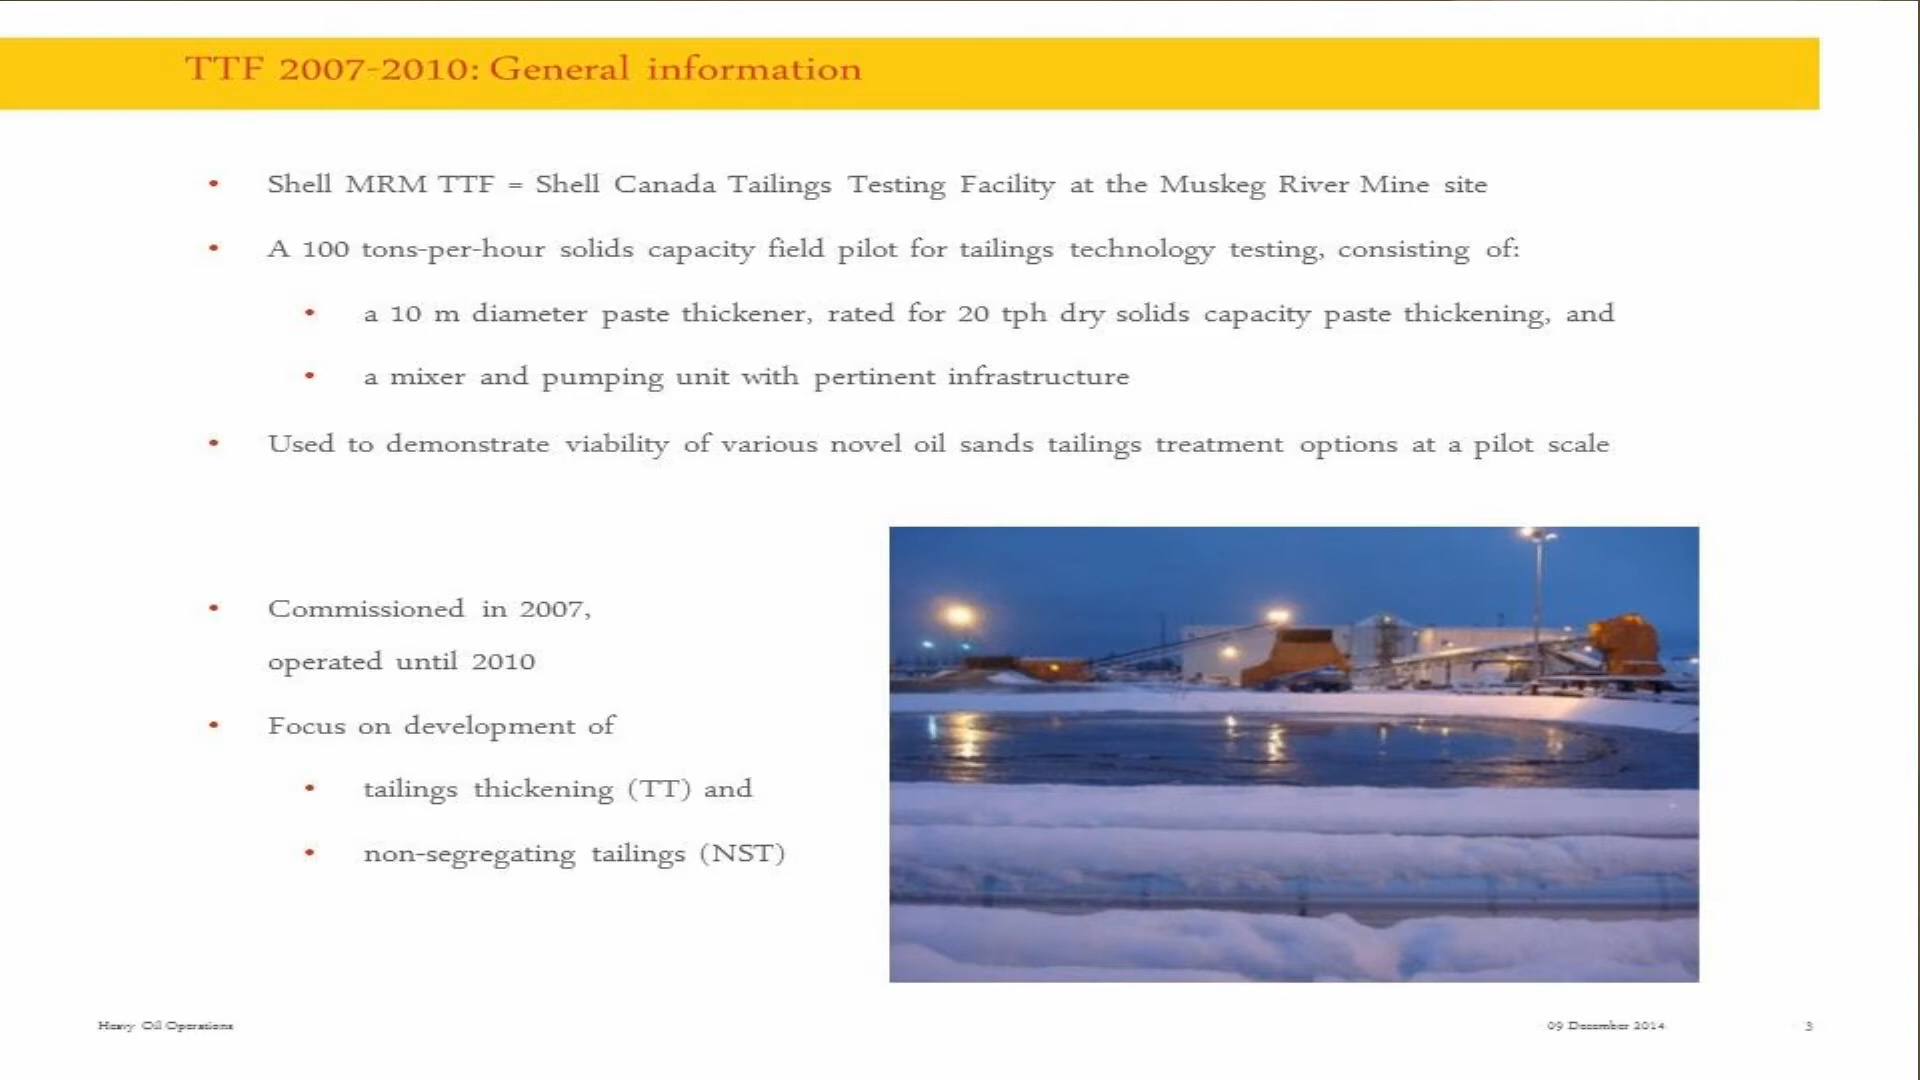 TTF 2007-2010: General information
• Shell MRM TTF = Shell Canada Tailings Testing Facility at the Muskeg River Mine site
• A 100 tons-per-hour solids capacity field pilot for tailings technology testing, consisting of:
• a 10 m diameter paste thickener, rated for 20 tph dry solids capacity paste thickening, and
• a mixer and pumping unit with pertinent infrastructure
• Used to demonstrate viability of various novel oil sands tailings treatment options at a pilot scale
• Commissioned in 2007,
operated until 2010
• Focus on development of
• tailings thickening (TT) and
• non-segregating tailings (NST)
Heavy Oil Operations
09 December 2014
3